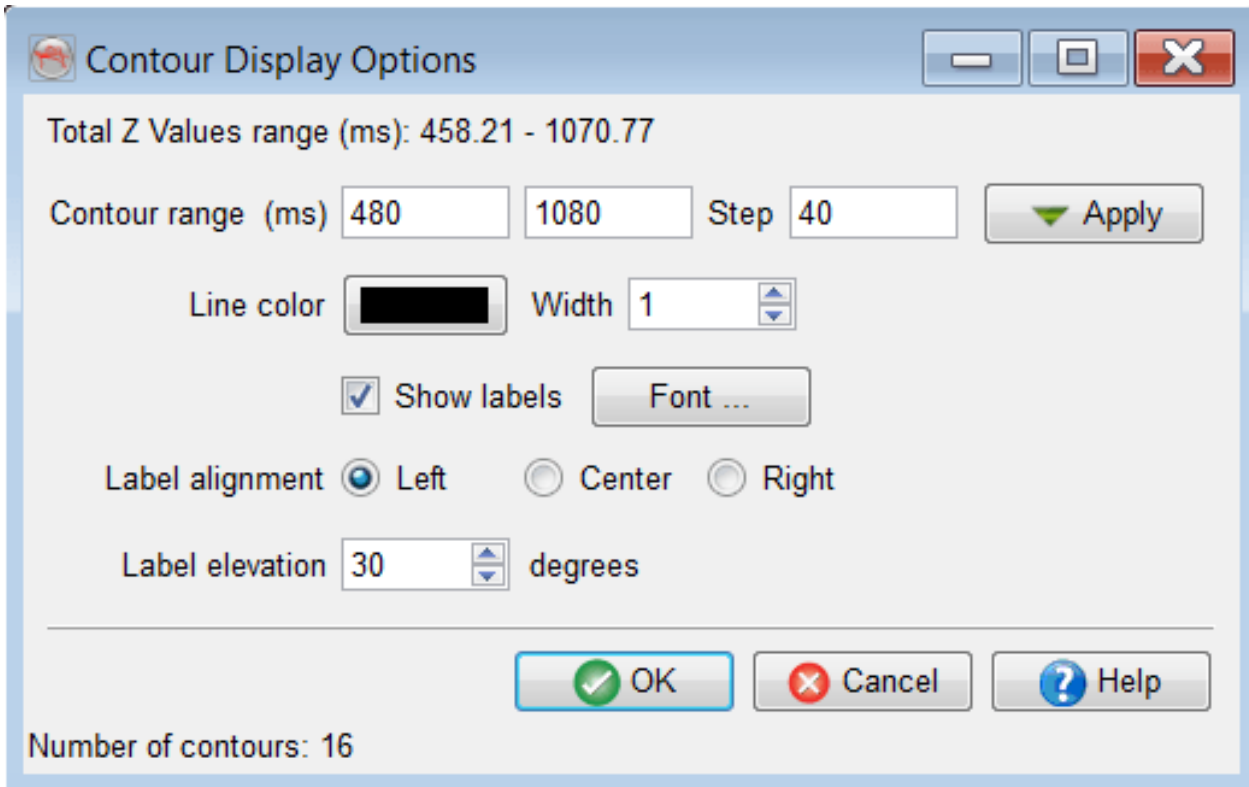 Contour Display Options
Total Z Values range (ms): 458.21 - 1070.77
Contour range (ms) 480 1080 Step 40 Apply
Line color Width 1
Show labels Font ...
Label alignment Left Center Right
Label elevation 30 degrees
OK Cancel Help
Number of contours: 16